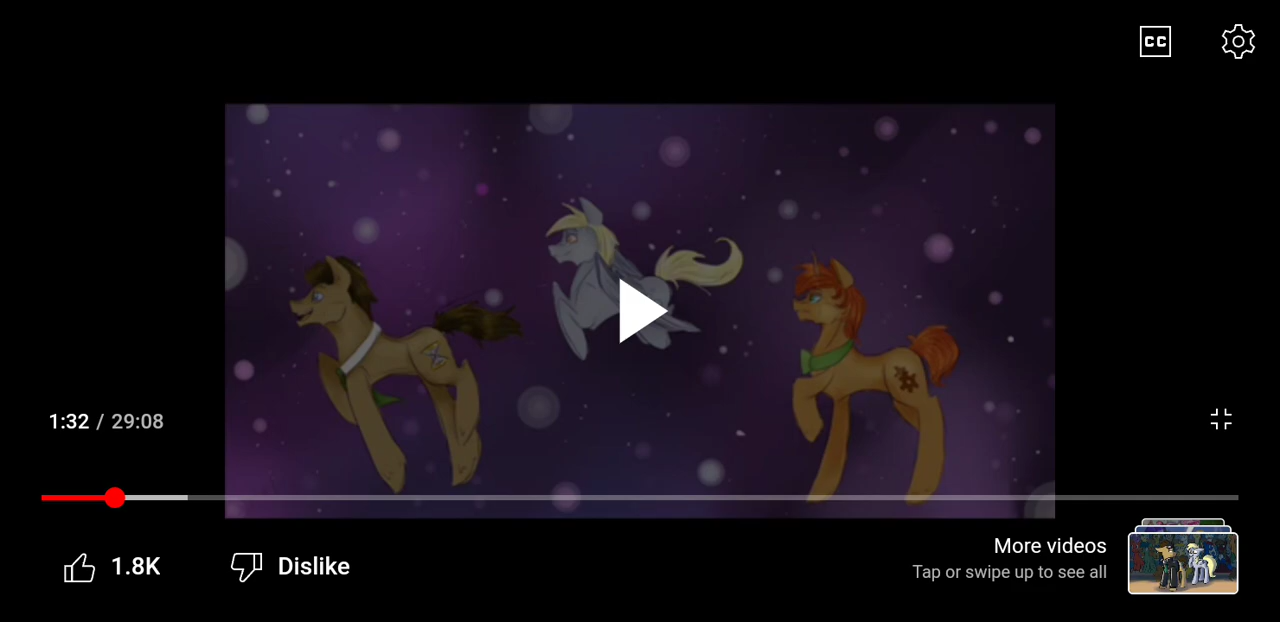 CC
1:32 / 29:08
1.8K
Dislike
More videos
Tap or swipe up to see all